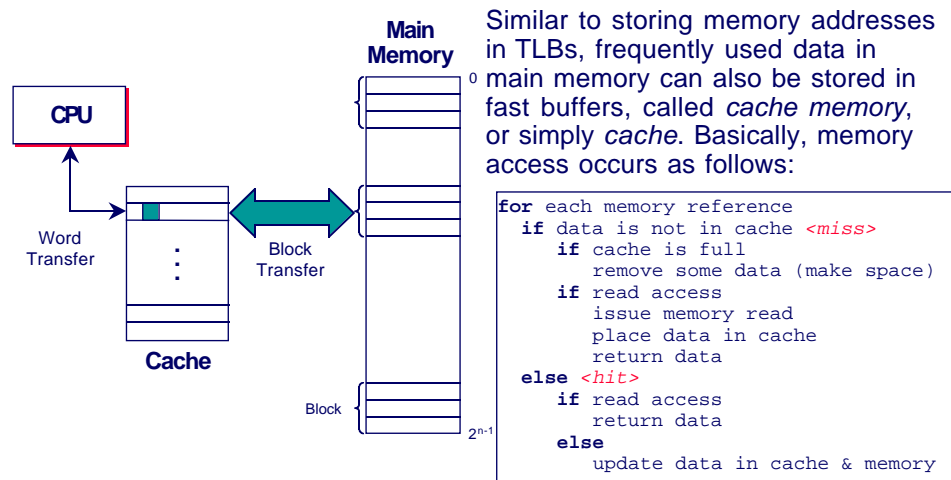 Main
Memory
0
CPU
Word
Transfer
Block
Transfer
Cache
Block
2n-1
Similar to storing memory addresses
in TLBs, frequently used data in
main memory can also be stored in
fast buffers, called cache memory,
or simply cache. Basically, memory
access occurs as follows:
for each memory reference
if data is not in cache <miss>
if cache is full
remove some data (make space)
if read access
issue memory read
place data in cache
return data
else <hit>
if read access
return data
else
update data in cache & memory